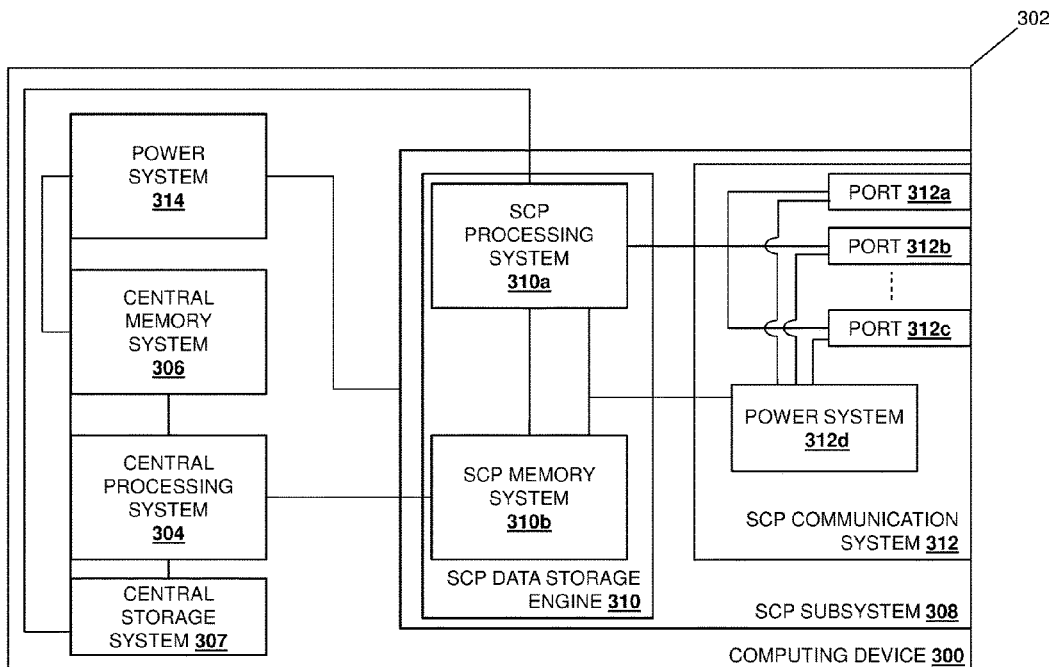 302
POWER
SYSTEM
314
CENTRAL
MEMORY
SYSTEM
306
CENTRAL
PROCESSING
SYSTEM
304
CENTRAL
STORAGE
SYSTEM 307
SCP
PROCESSING
SYSTEM
310a
SCP MEMORY
SYSTEM
310b
SCP DATA STORAGE
ENGINE 310
PORT 312a
PORT 312b
PORT 312c
POWER SYSTEM
312d
SCP COMMUNICATION
SYSTEM 312
SCP SUBSYSTEM 308
COMPUTING DEVICE 300